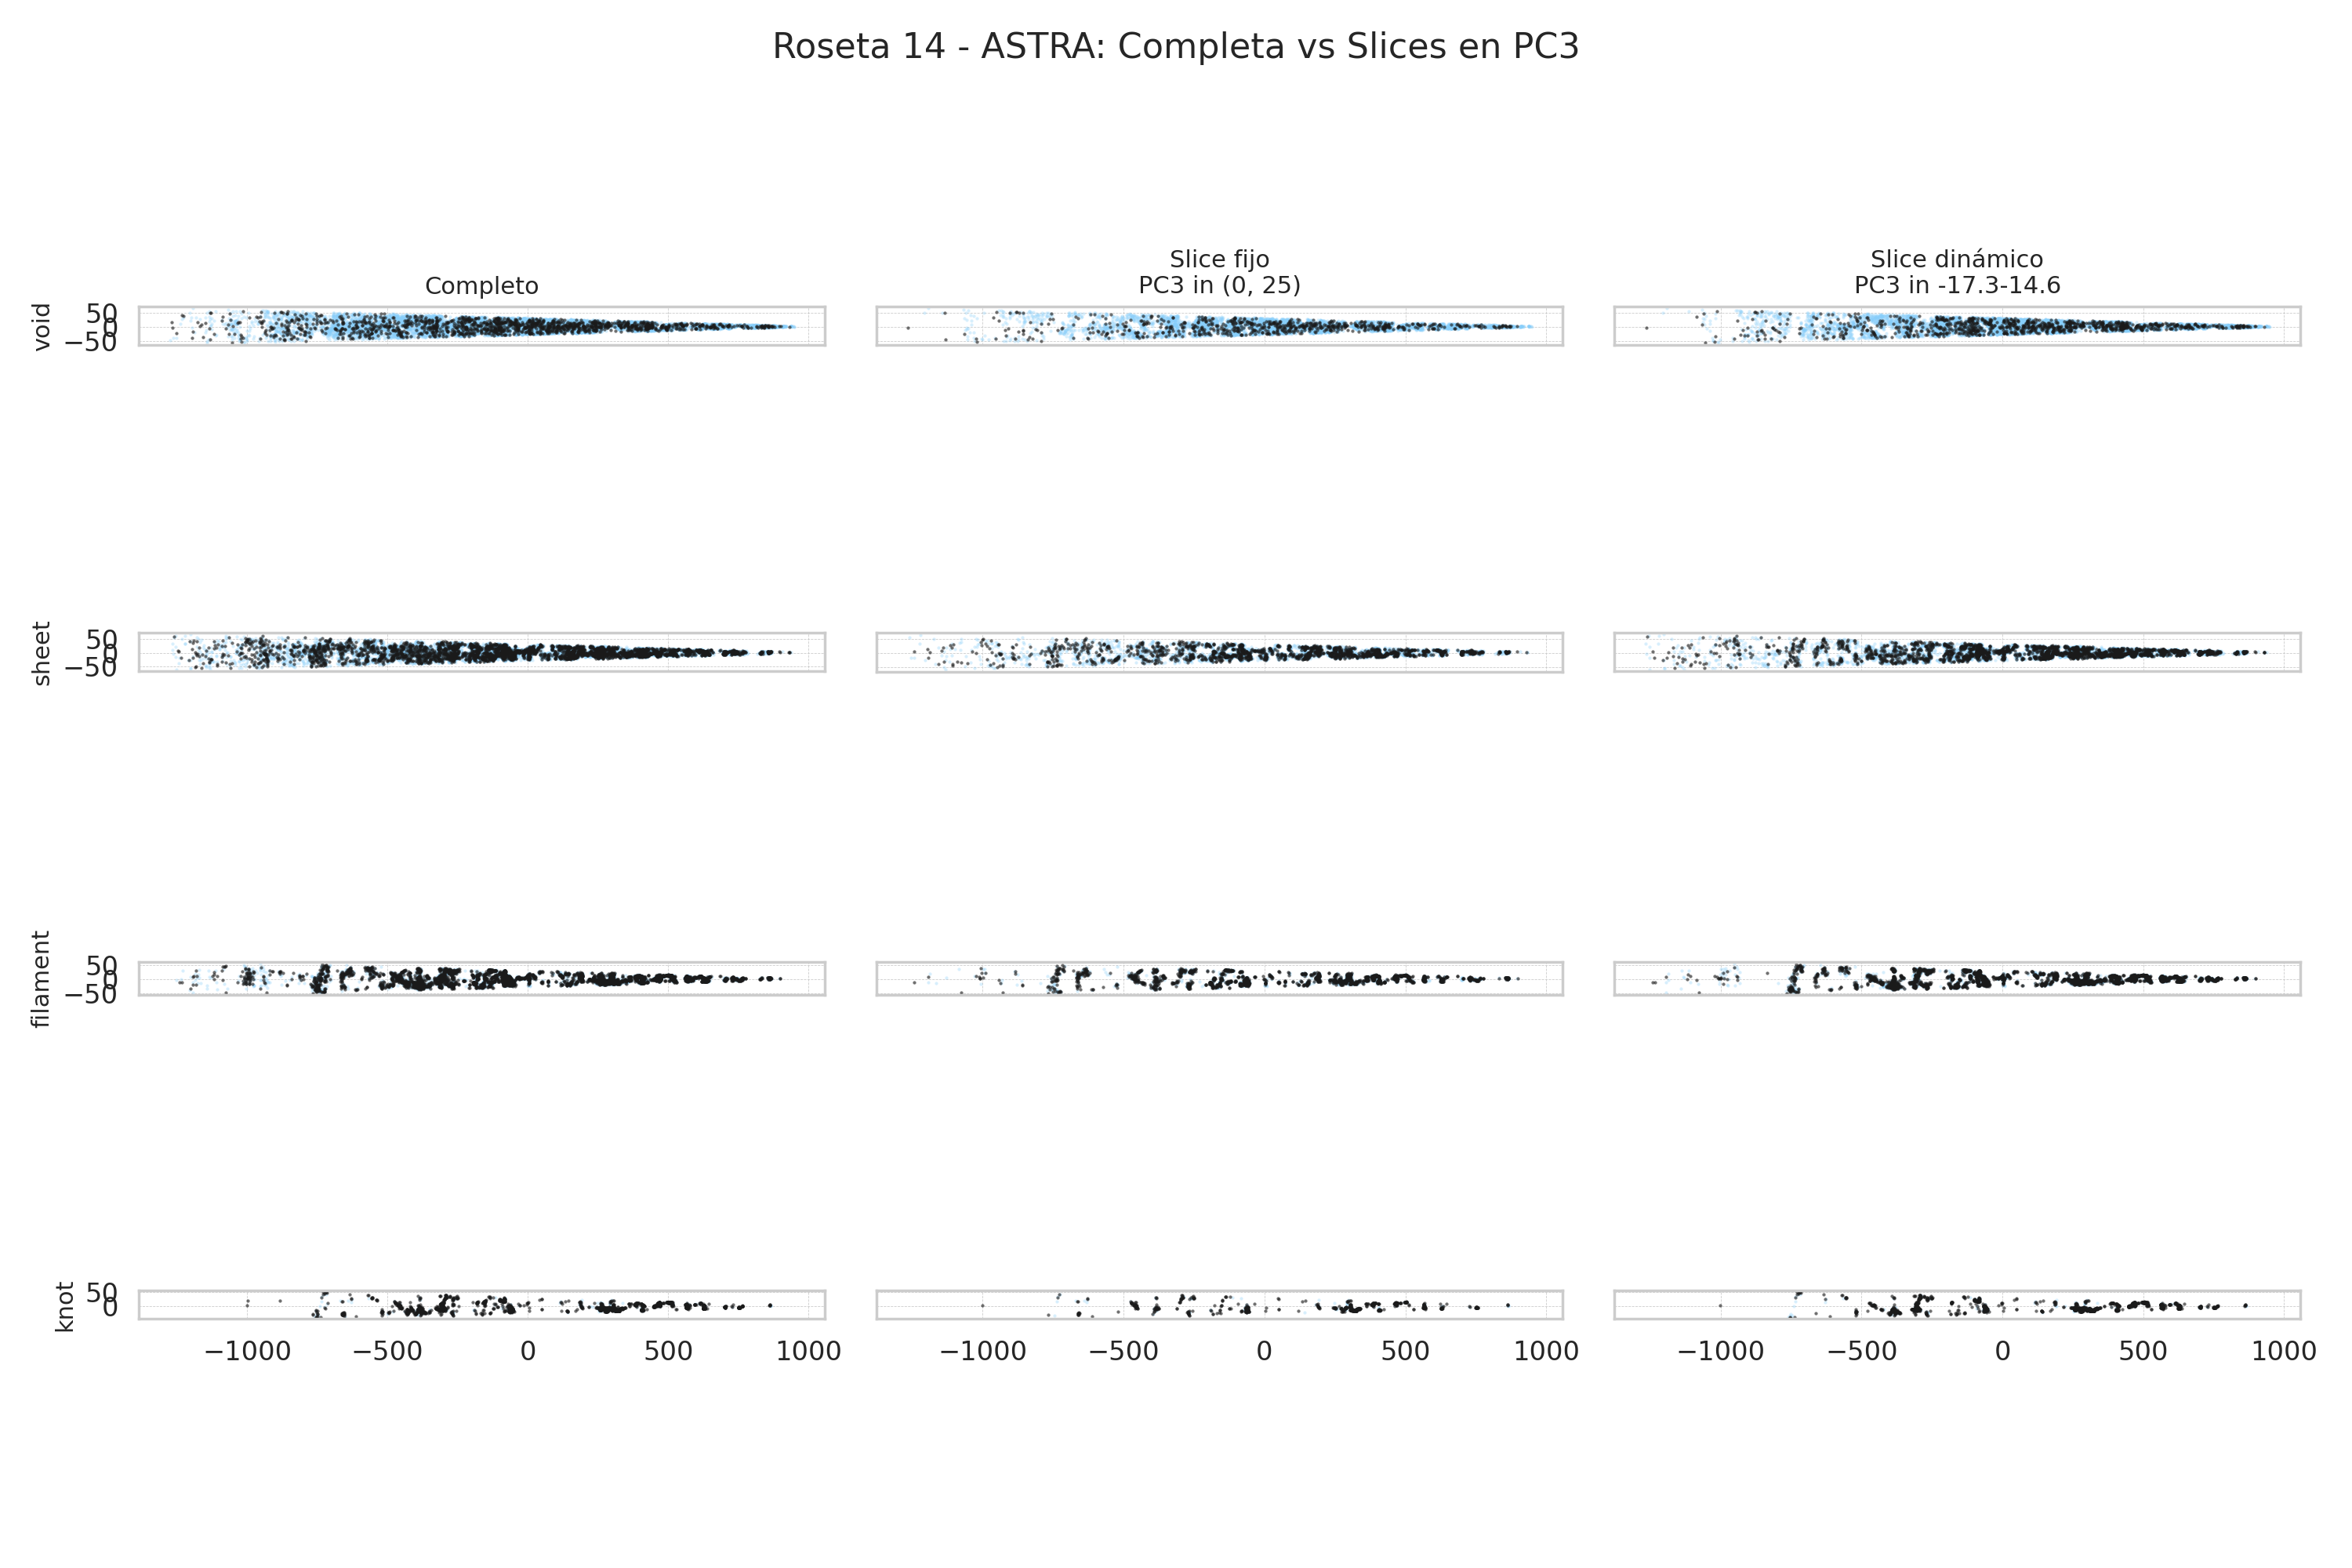 Roseta 14 - ASTRA: Completa vs Slices en PC3
Completo
Slice fijo
PC3 in (0, 25)
Slice dinámico
PC3 in -17.3-14.6
void
50
0
−50
sheet
50
0
−50
filament
50
0
−50
knot
50
0
−1000 −500 0 500 1000
−1000 −500 0 500 1000
−1000 −500 0 500 1000